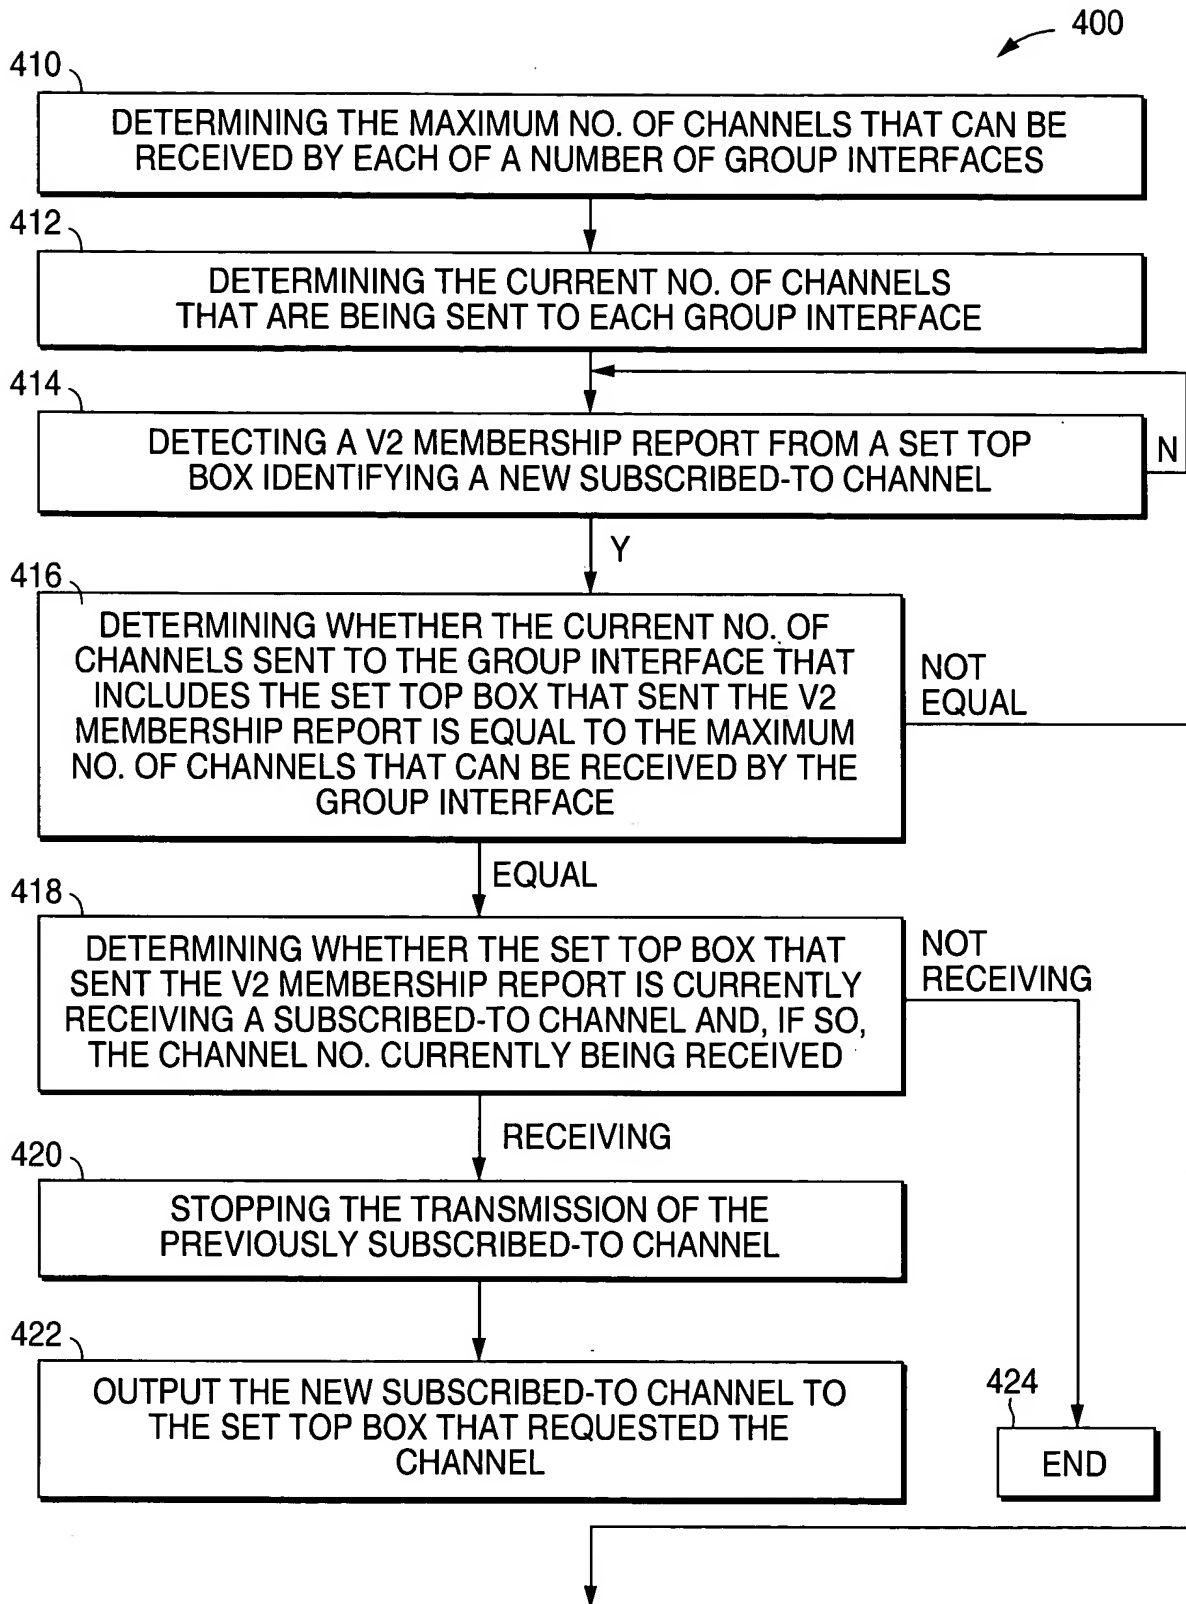 400
410
DETERMINING THE MAXIMUM NO. OF CHANNELS THAT CAN BE
RECEIVED BY EACH OF A NUMBER OF GROUP INTERFACES
412
DETERMINING THE CURRENT NO. OF CHANNELS
THAT ARE BEING SENT TO EACH GROUP INTERFACE
414
DETECTING A V2 MEMBERSHIP REPORT FROM A SET TOP
BOX IDENTIFYING A NEW SUBSCRIBED-TO CHANNEL
N
Y
416
DETERMINING WHETHER THE CURRENT NO. OF
CHANNELS SENT TO THE GROUP INTERFACE THAT
INCLUDES THE SET TOP BOX THAT SENT THE V2
MEMBERSHIP REPORT IS EQUAL TO THE MAXIMUM
NO. OF CHANNELS THAT CAN BE RECEIVED BY THE
GROUP INTERFACE
NOT
EQUAL
EQUAL
418
DETERMINING WHETHER THE SET TOP BOX THAT
SENT THE V2 MEMBERSHIP REPORT IS CURRENTLY
RECEIVING A SUBSCRIBED-TO CHANNEL AND, IF SO,
THE CHANNEL NO. CURRENTLY BEING RECEIVED
NOT
RECEIVING
RECEIVING
420
STOPPING THE TRANSMISSION OF THE
PREVIOUSLY SUBSCRIBED-TO CHANNEL
422
OUTPUT THE NEW SUBSCRIBED-TO CHANNEL TO
THE SET TOP BOX THAT REQUESTED THE
CHANNEL
424
END